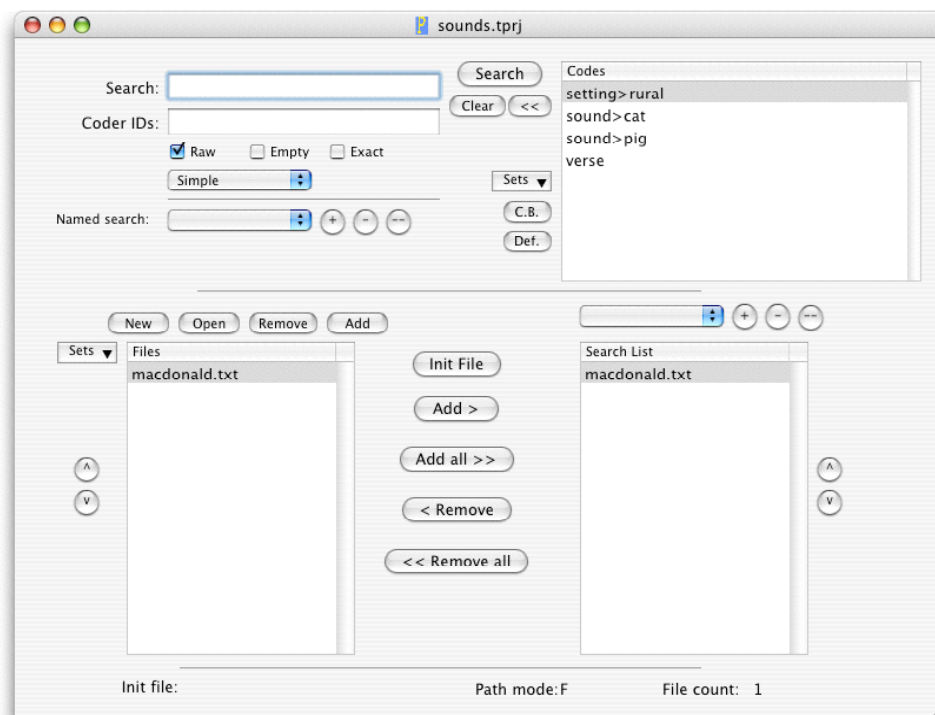 sounds.tprj
Search:
Search
Clear <<
Coder IDs:
Raw Empty Exact
Simple
Sets
Named search:
+ - --
C.B.
Def.
Codes
setting>rural
sound>cat
sound>pig
verse
New Open Remove Add
+ - --
Sets
Files
macdonald.txt
^
v
Init File
Add >
Add all >>
< Remove
<< Remove all
Search List
macdonald.txt
^
v
Init file: Path mode:F File count: 1